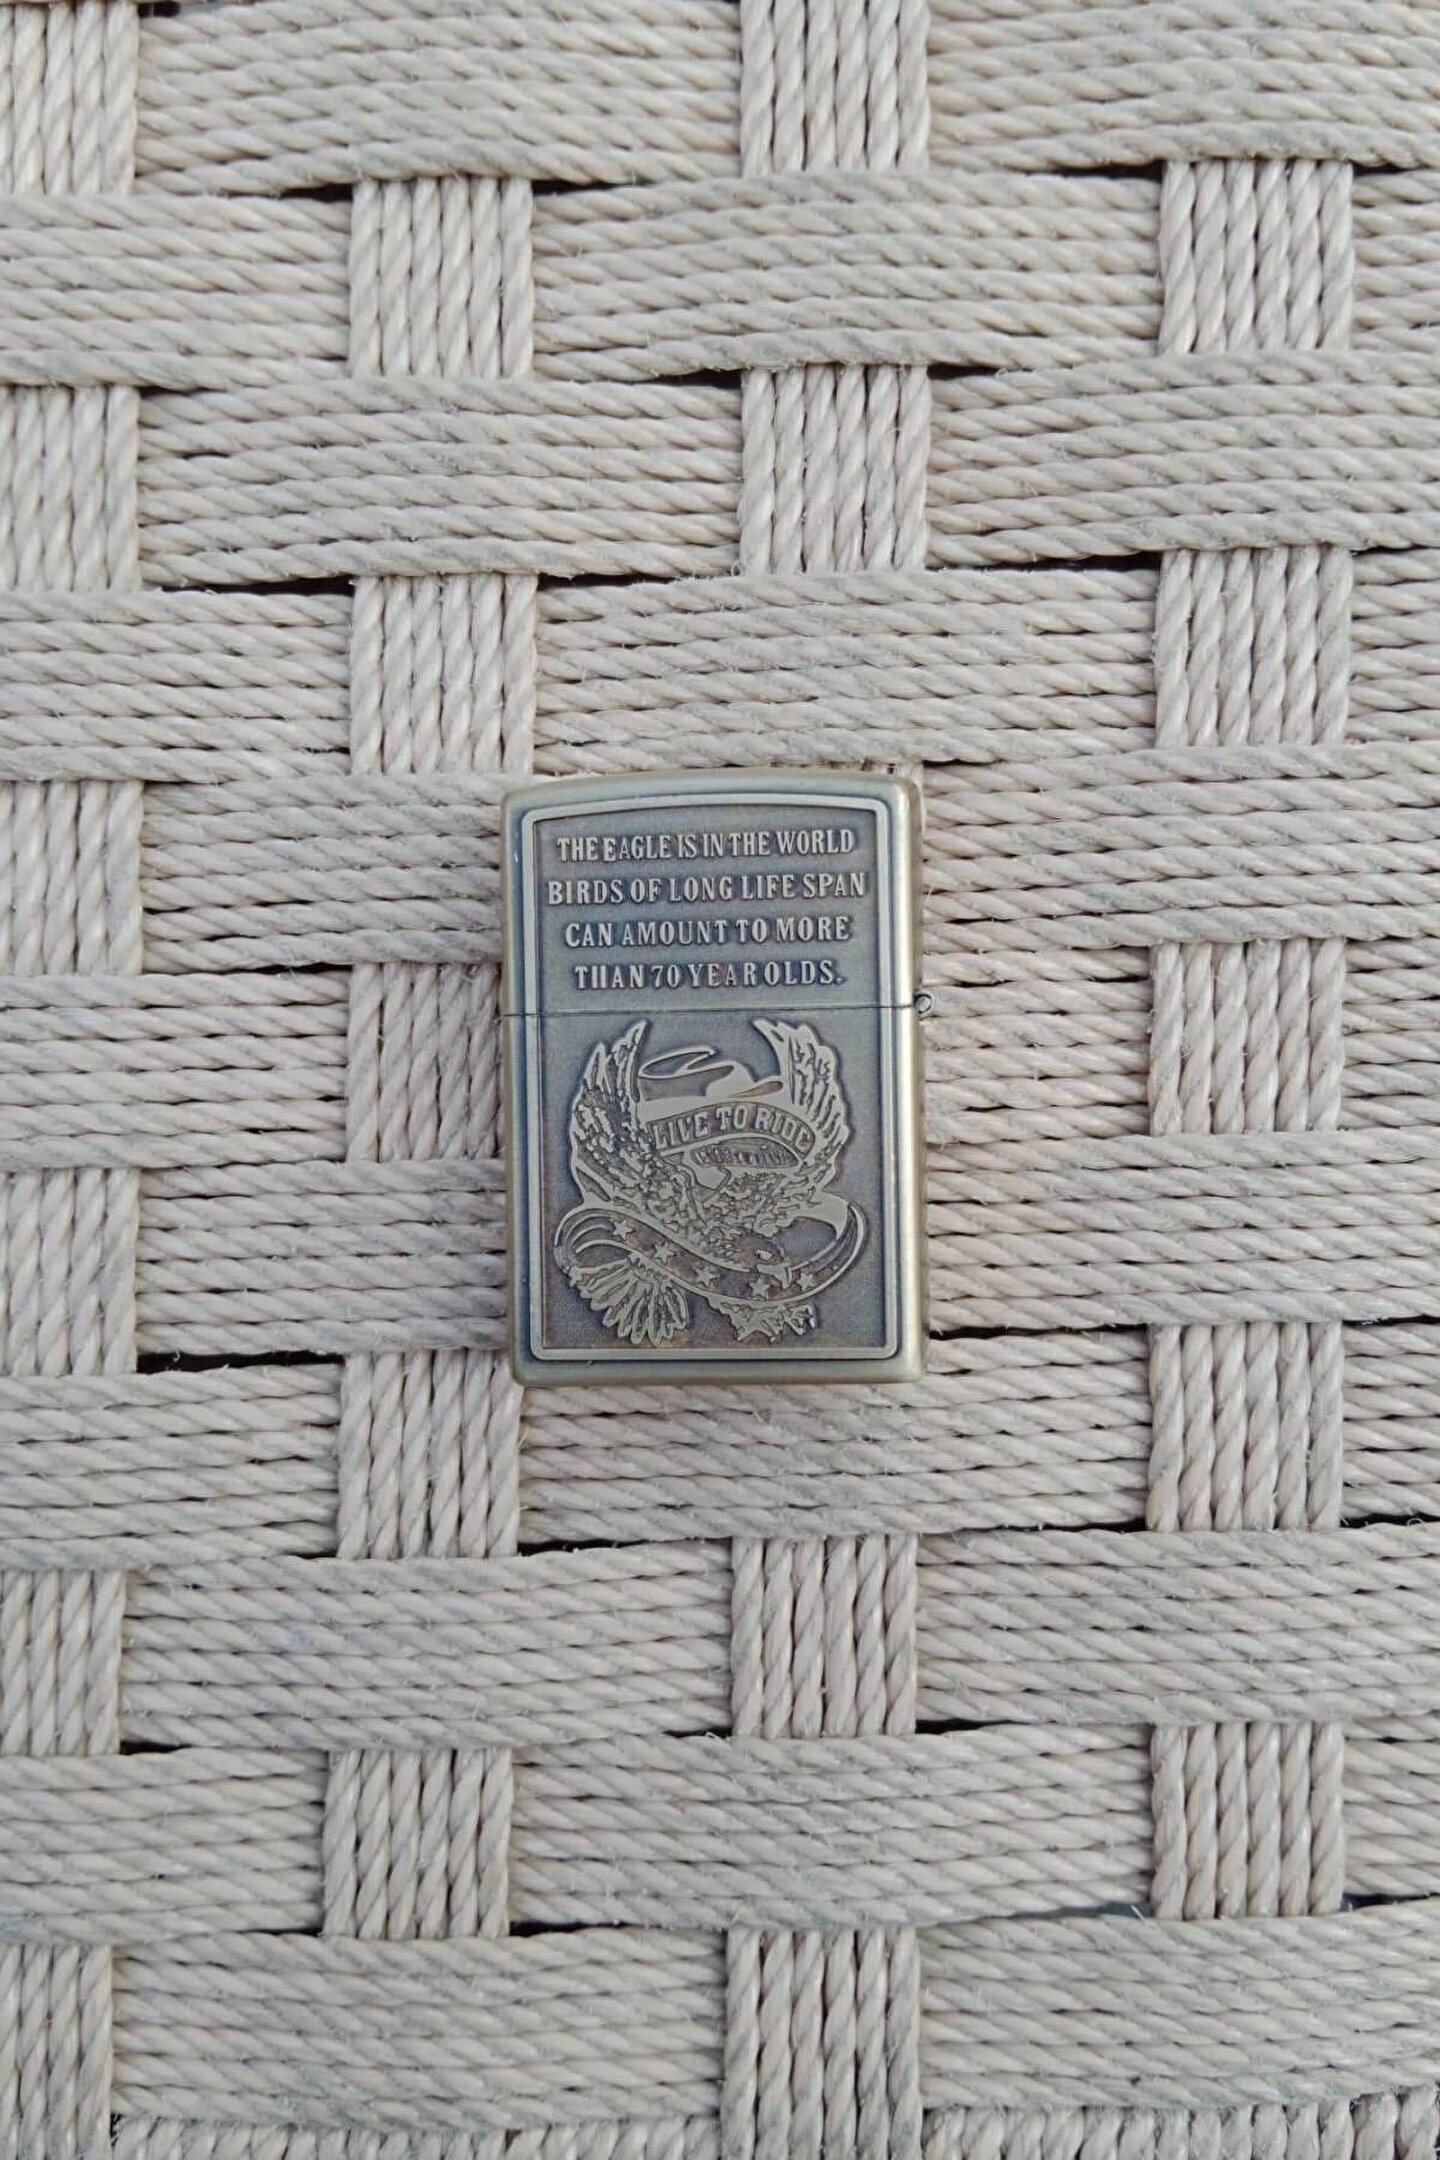 THE EAGLE IS IN THE WORLD
BIRDS OF LONG LIFE SPAN
CAN AMOUNT TO MORE
THAN 70 YEAR OLDS.
LIVE TO RIDE